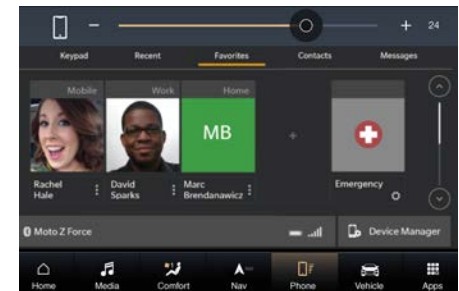 24
Keypad Recent Favorites Contacts Messages
Mobile Work Home
MB
Rachel Hale
David Sparks
Marc Brendanawicz
Emergency
Moto Z Force Device Manager
Home Media Comfort Nav Phone Vehicle Apps